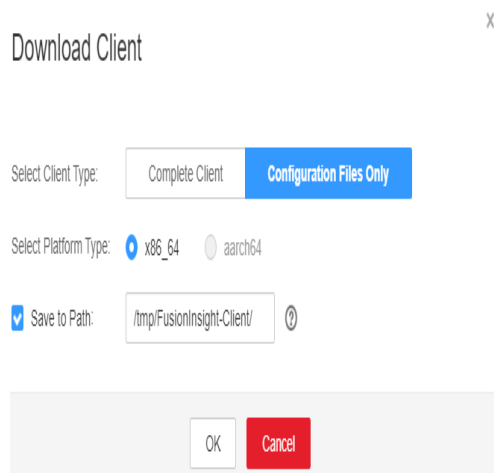 Download Client
Select Client Type: Complete Client Configuration Files Only
Select Platform Type: x86_64 aarch64
Save to Path: /tmp/FusionInsight-Client/ ?
OK Cancel